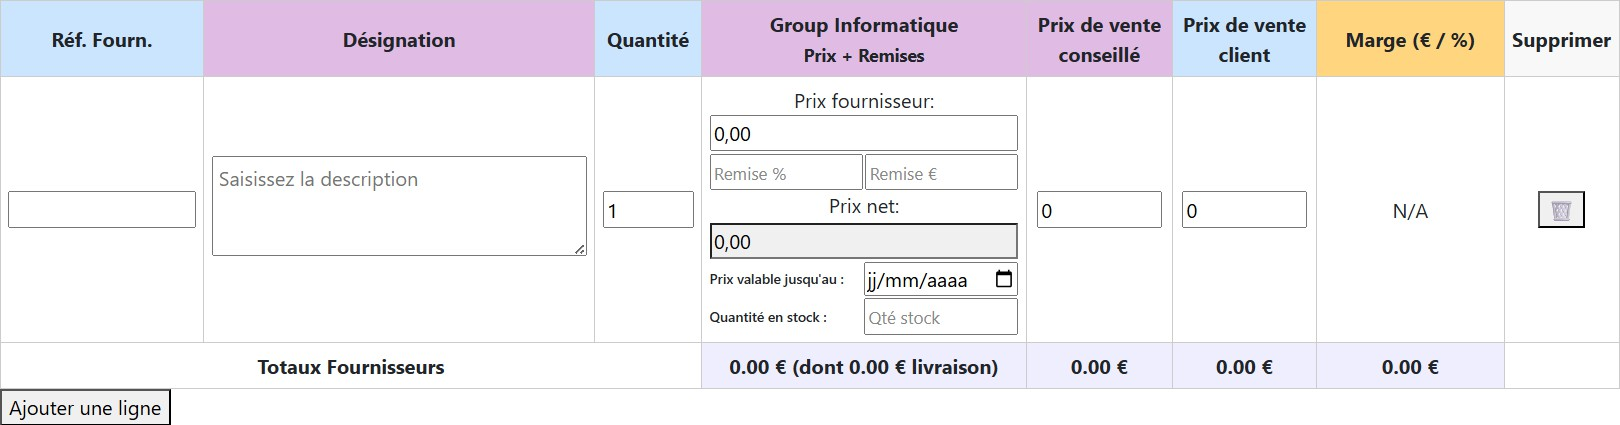 Réf. Fourn.
Désignation
Quantité
Group Informatique
Prix + Remises
Prix de vente
conseillé
Prix de vente
client
Marge (€ / %)
Supprimer
Saisissez la description
1
Prix fournisseur:
0,00
Remise %
Remise €
Prix net:
0,00
Prix valable jusqu'au :
jj/mm/aaaa
Quantité en stock :
Qté stock
0
0
N/A
Totaux Fournisseurs
0.00 € (dont 0.00 € livraison)
0.00 €
0.00 €
0.00 €
Ajouter une ligne